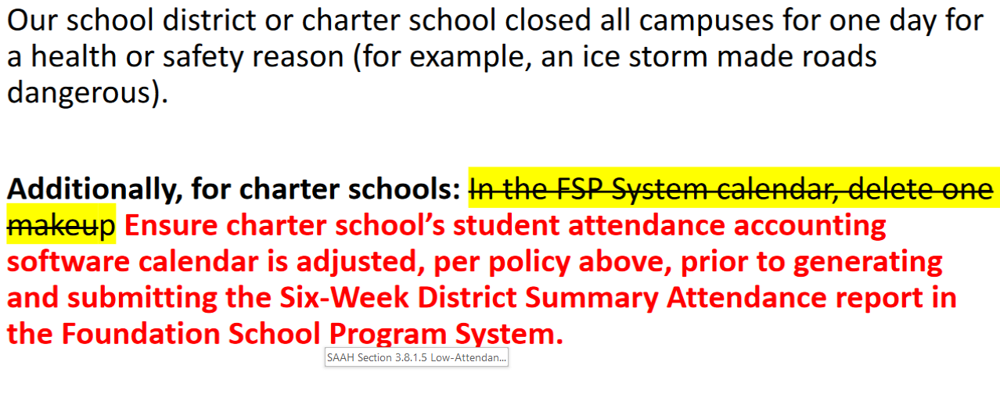 Our school district or charter school closed all campuses for one day for
a health or safety reason (for example, an ice storm made roads
dangerous).
Additionally, for charter schools: In the FSP System calendar, delete one
makeup Ensure charter school’s student attendance accounting
software calendar is adjusted, per policy above, prior to generating
and submitting the Six-Week District Summary Attendance report in
the Foundation School Program System.
SAAH Section 3.8.1.5 Low-Attendan...